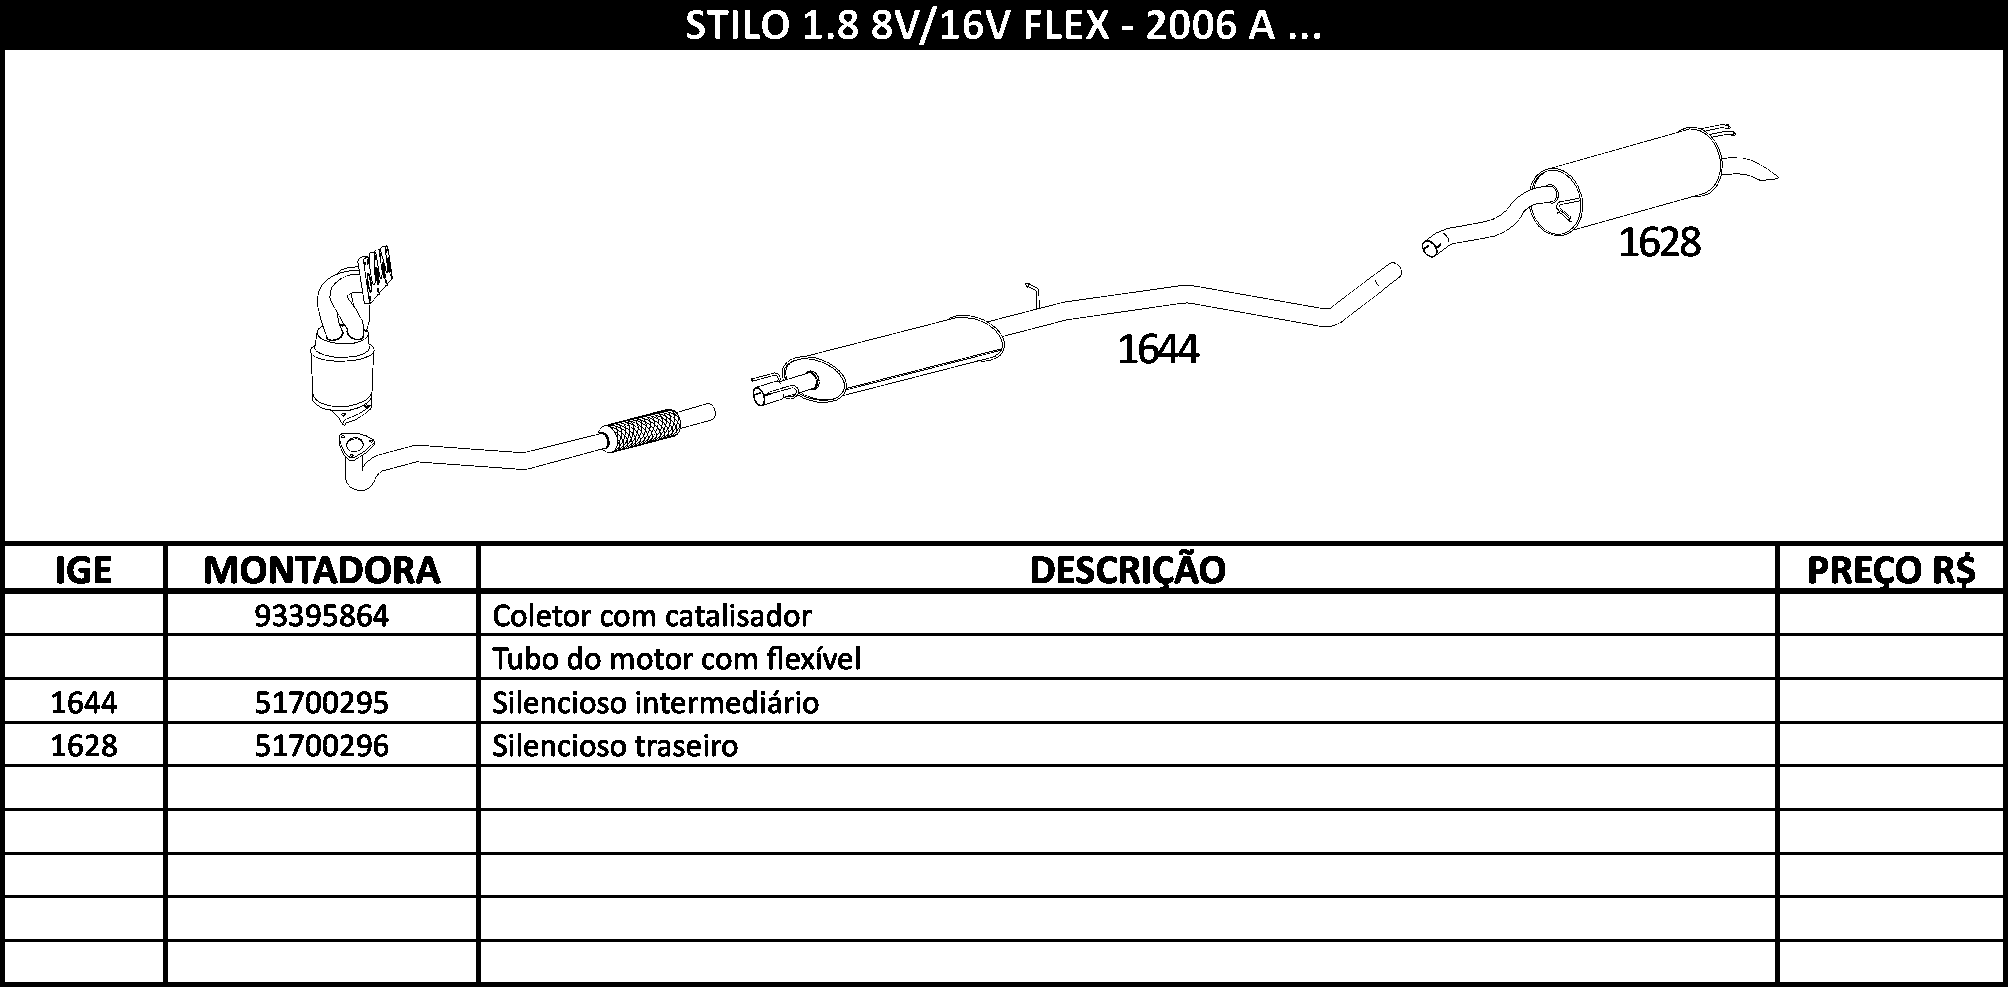 STILO 1.8 8V/16V FLEX - 2006 A ...
1628
1644
IGE MONTADORA DESCRIÇÃO PREÇO R$
93395864 Coletor com catalisador
Tubo do motor com flexível
1644 51700295 Silencioso intermediário
1628 51700296 Silencioso traseiro